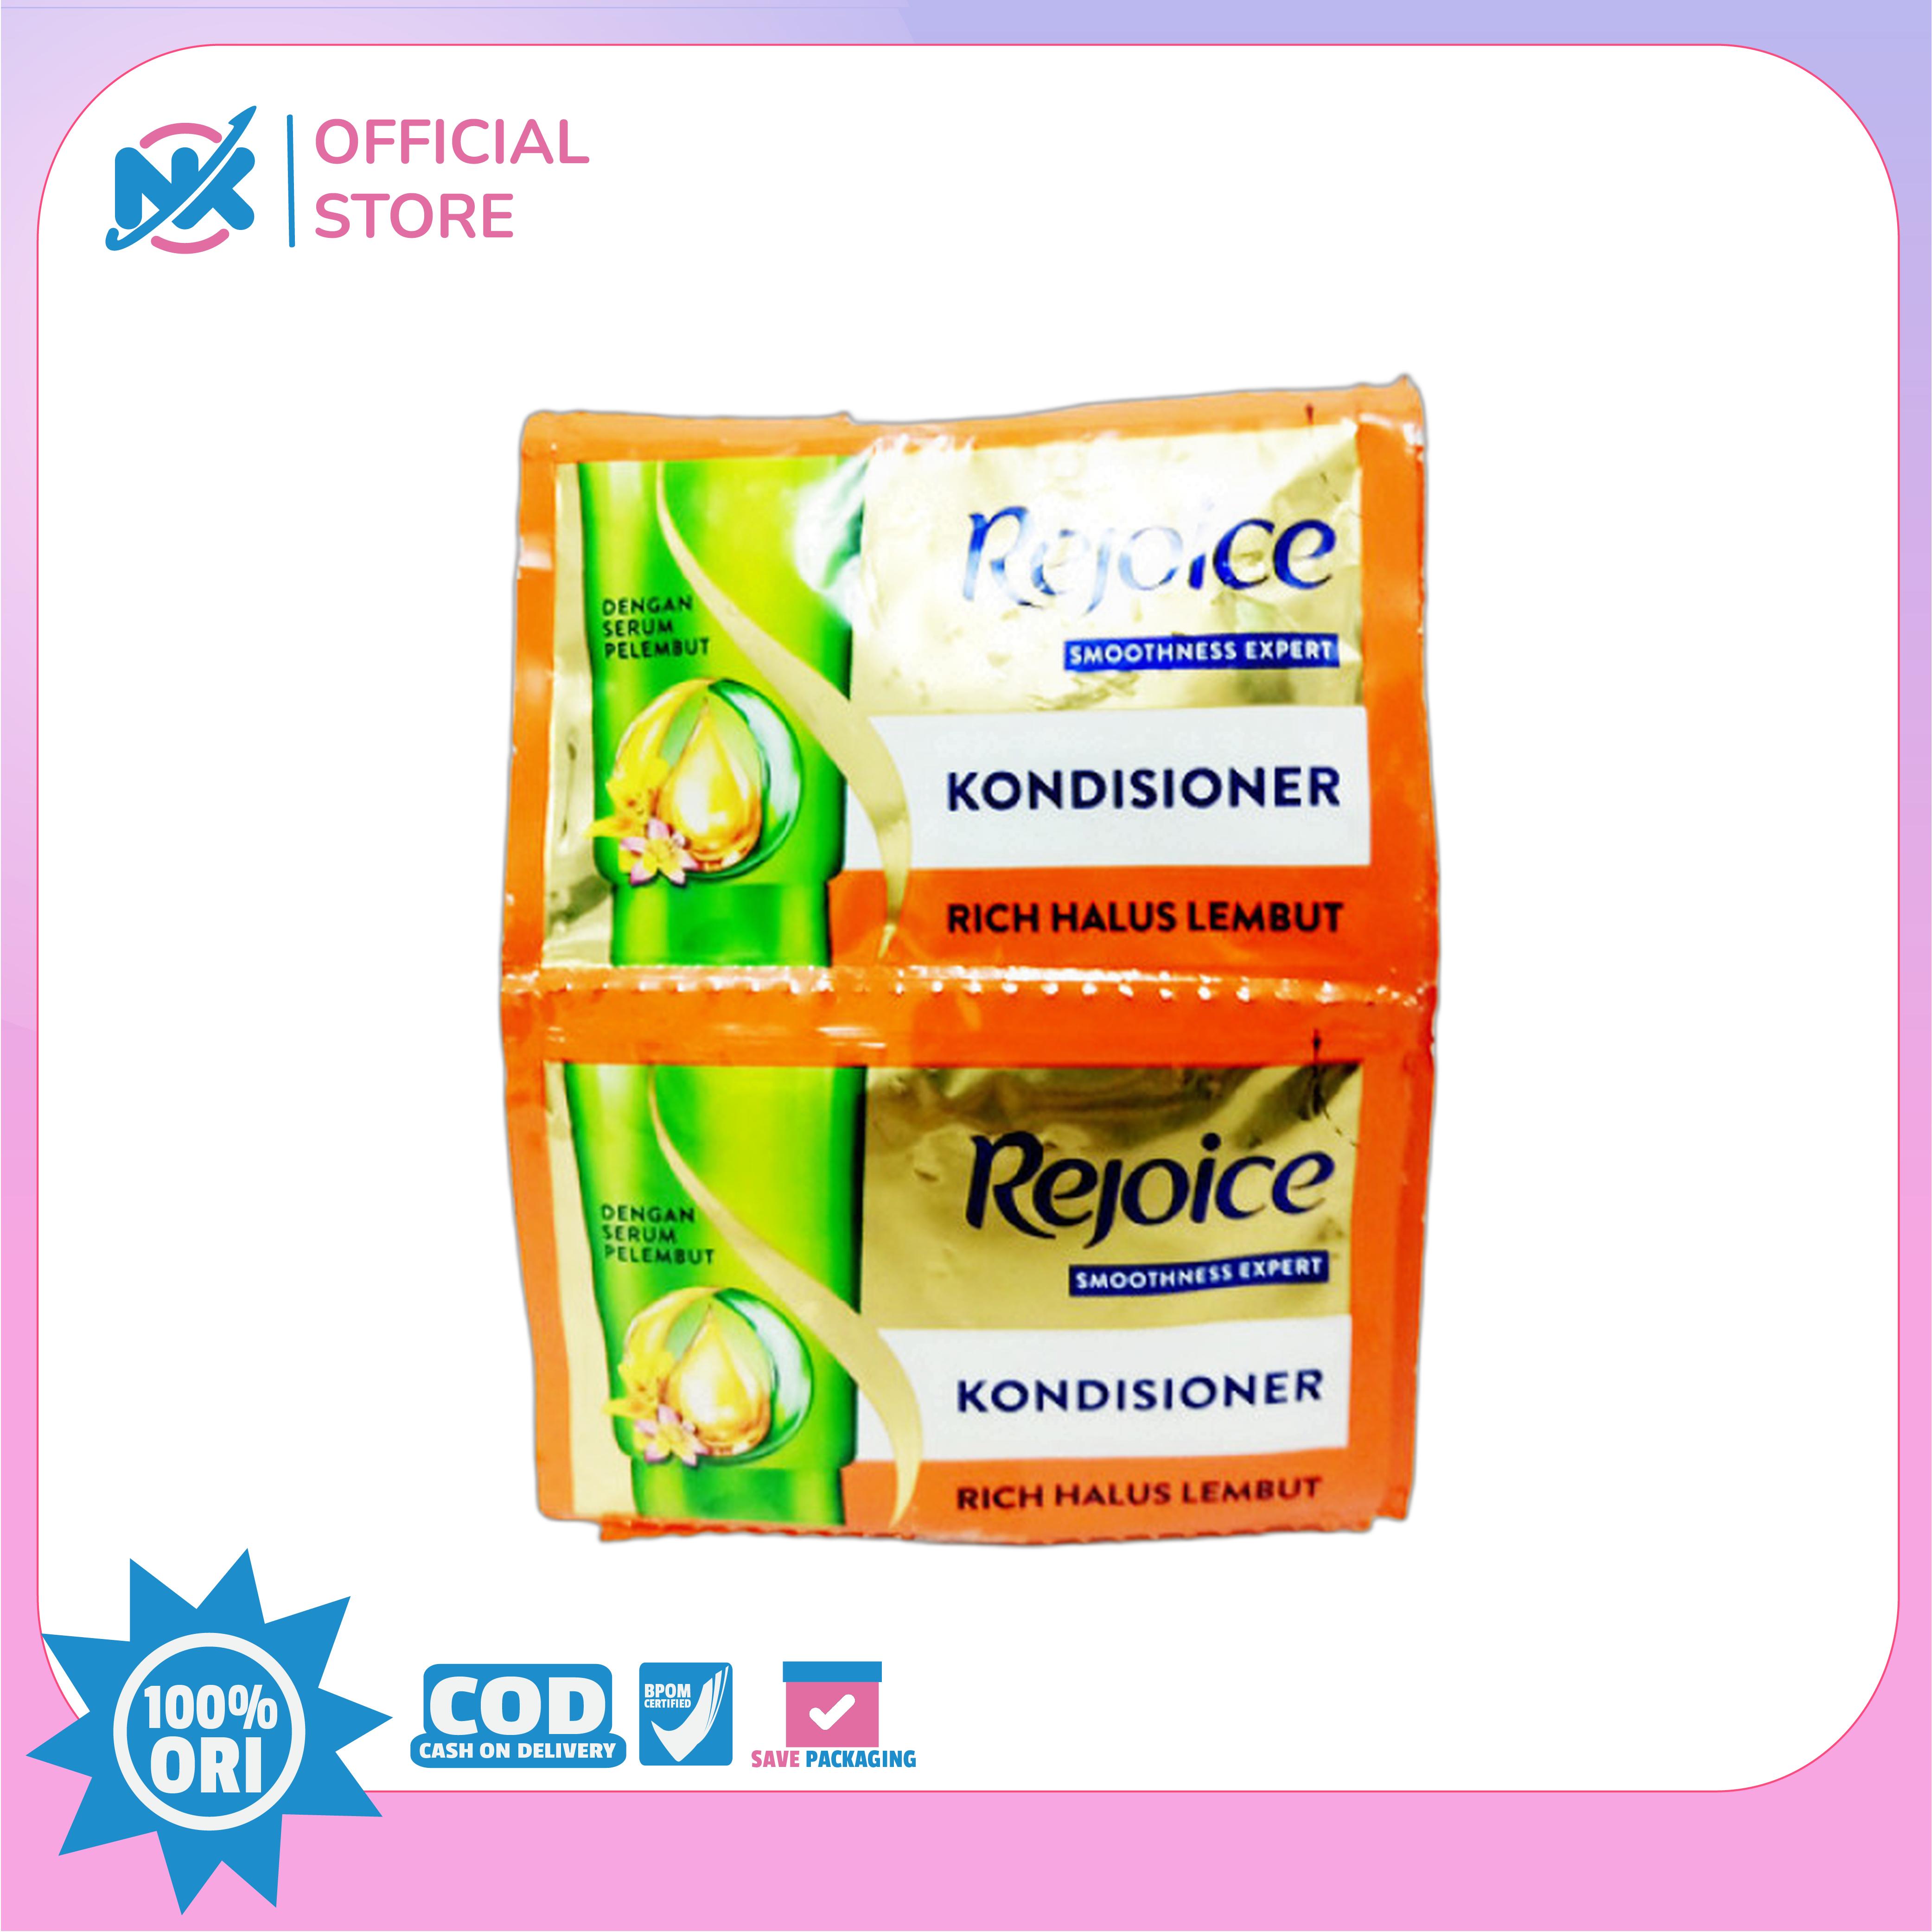 NK
OFFICIAL
STORE
Rejoice
SMOOTHNESS EXPERT
DENGAN
SERUM
PELEMBUT
KONDISIONER
RICH HALUS LEMBUT
Rejoice
SMOOTHNESS EXPERT
DENGAN
SERUM
PELEMBUT
KONDISIONER
RICH HALUS LEMBUT
100%
ORI
COD
CASH ON DELIVERY
BPOM
CERTIFIED
SAVE PACKAGING